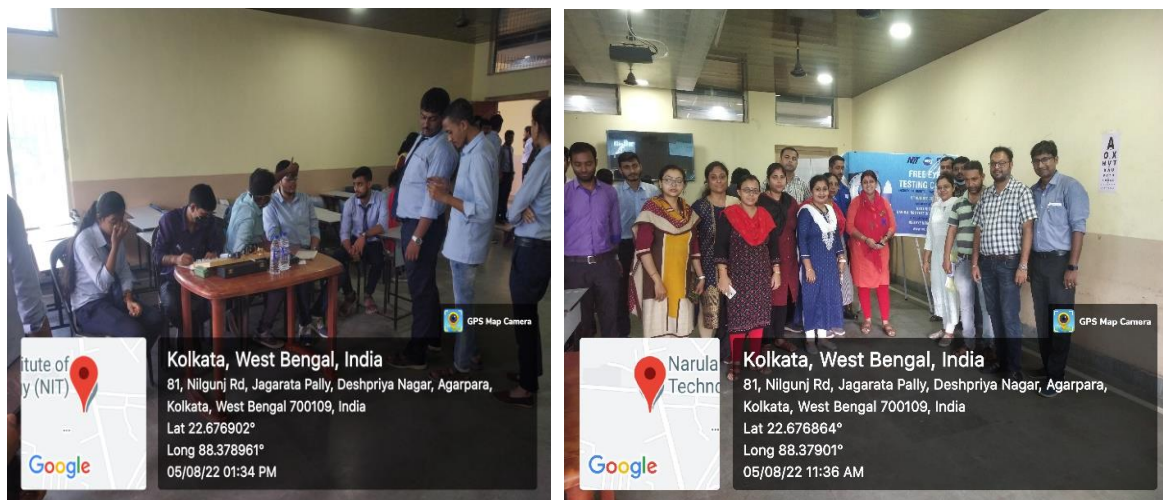 GPS Map Camera
itute of
y (NIT)
Google
Kolkata, West Bengal, India
81, Nilgunj Rd, Jagarata Pally, Deshpriya Nagar, Agarpara,
Kolkata, West Bengal 700109, India
Lat 22.676902°
Long 88.378961°
05/08/22 01:34 PM
NIT
FREE EY
TESTING C
A
GPS Map Camera
Narula
Techno
Google
Kolkata, West Bengal, India
81, Nilgunj Rd, Jagarata Pally, Deshpriya Nagar, Agarpara,
Kolkata, West Bengal 700109, India
Lat 22.676864°
Long 88.37901°
05/08/22 11:36 AM